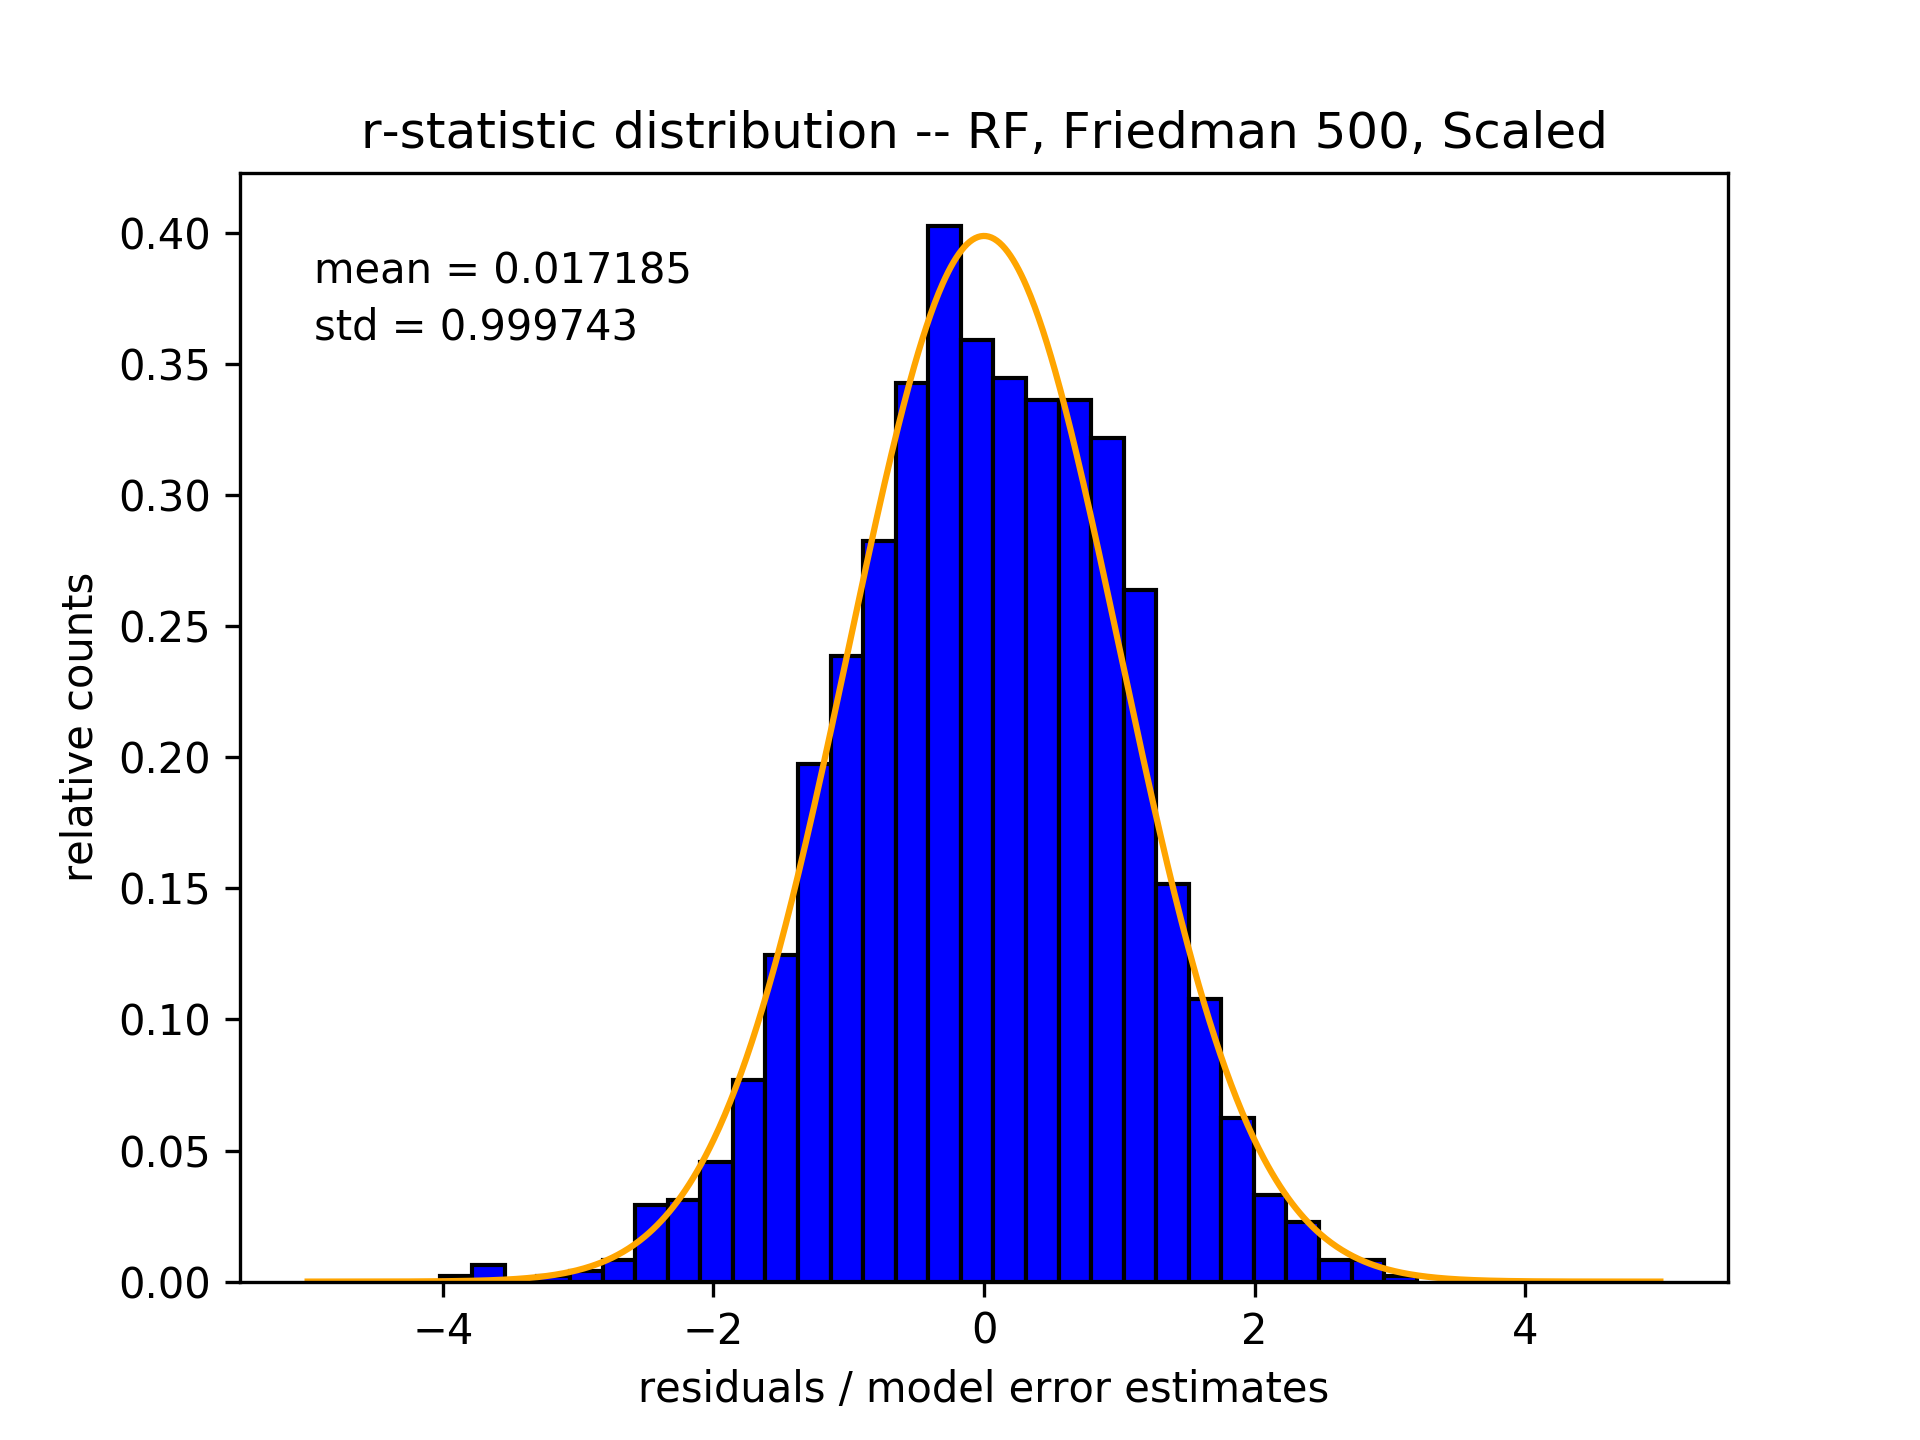 r-statistic distribution -- RF, Friedman 500, Scaled
mean = 0.017185
std = 0.999743
0.40
0.35
0.30
0.25
0.20
0.15
0.10
0.05
0.00
relative counts
−4 −2 0 2 4
residuals / model error estimates